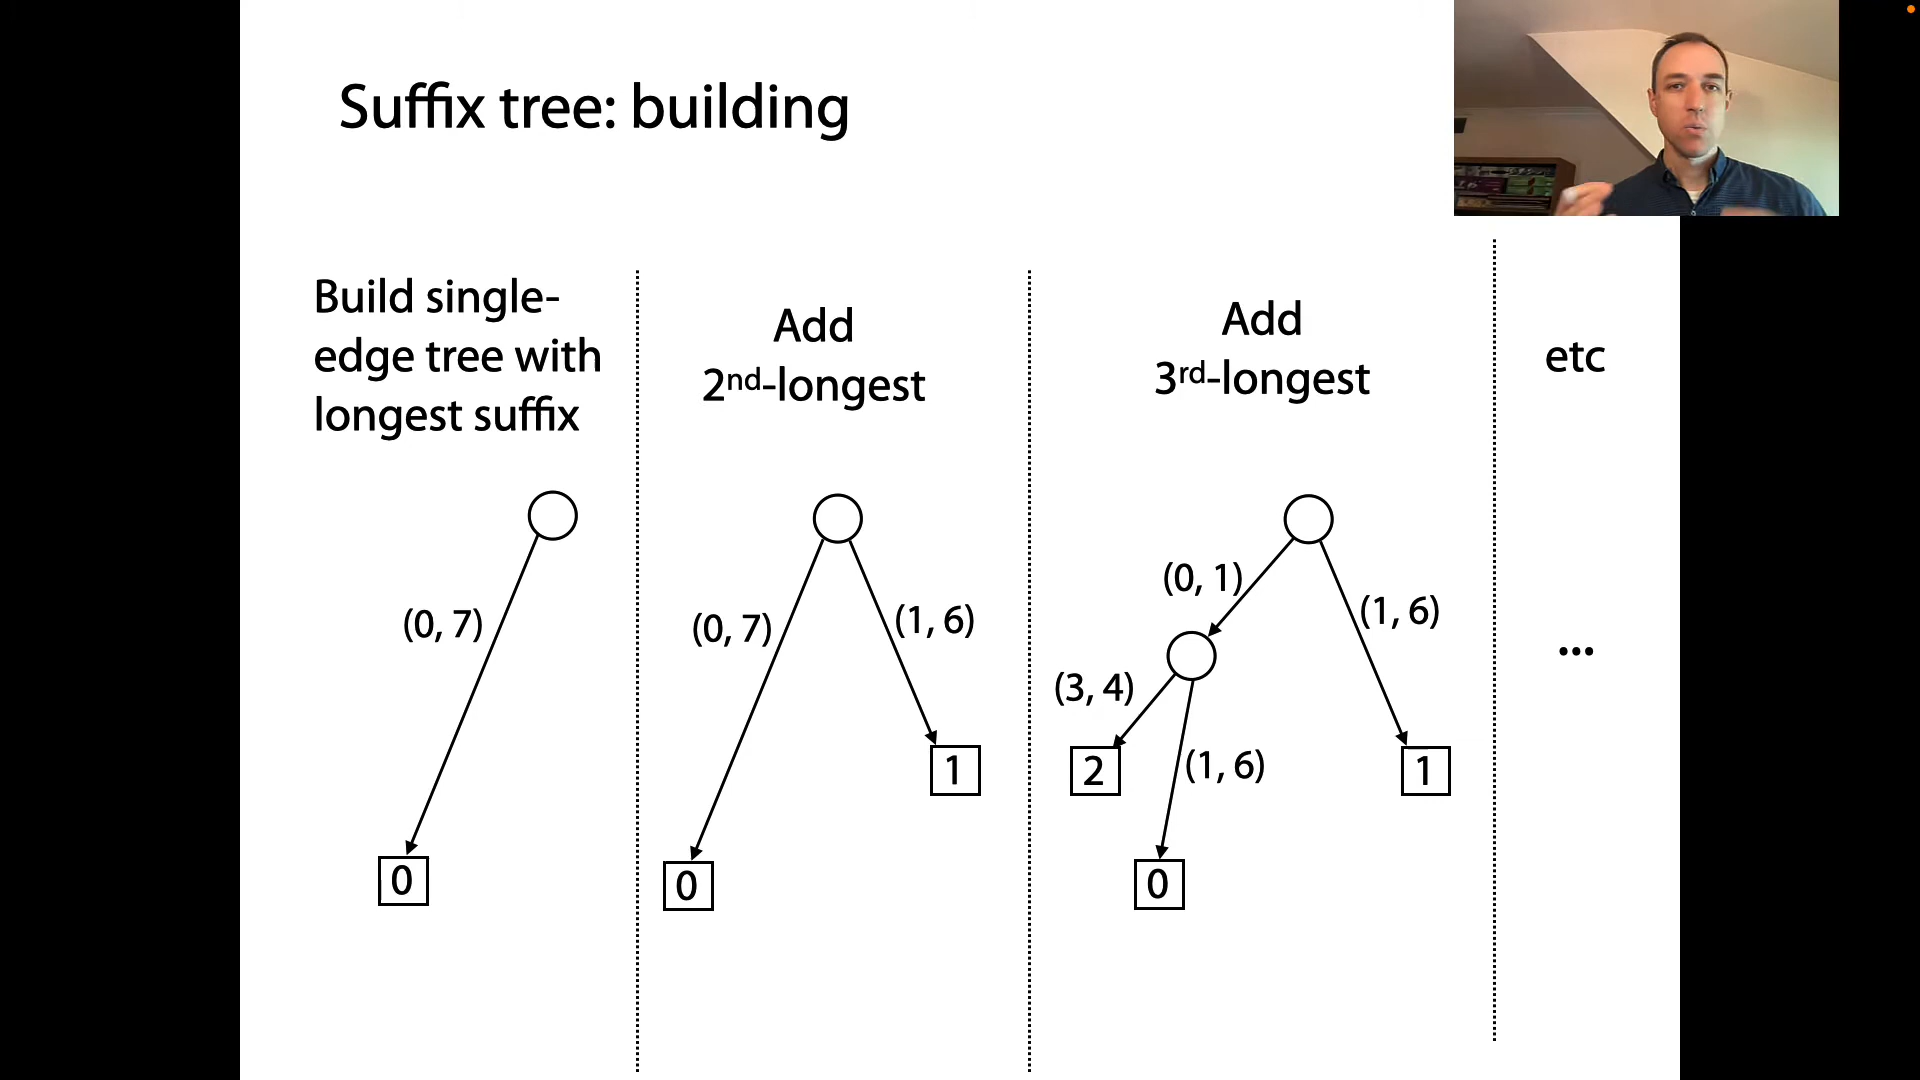 Suffix tree: building
Build single-
edge tree with
longest suffix
(0, 7)
0
Add
2nd-longest
(0, 7)
(1, 6)
1
0
Add
3rd-longest
(0, 1)
(1, 6)
(3, 4)
2
(1, 6)
1
0
etc
...